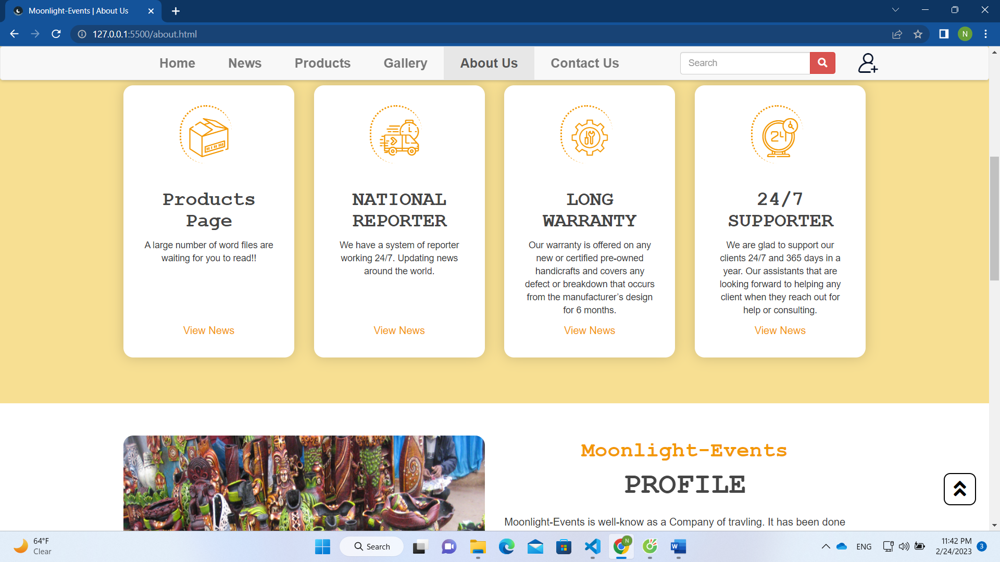 Moonlight-Events | About Us
127.0.0.1:5500/about.html
N
Home News Products Gallery About Us Contact Us Search
Products
Page
A large number of word files are
waiting for you to read!!
View News
NATIONAL
REPORTER
We have a system of reporter
working 24/7. Updating news
around the world.
View News
LONG
WARRANTY
Our warranty is offered on any
new or certified pre-owned
handicrafts and covers any
defect or breakdown that occurs
from the manufacturer’s design
for 6 months.
View News
24
24/7
SUPPORTER
We are glad to support our
clients 24/7 and 365 days in a
year. Our assistants that are
looking forward to helping any
client when they reach out for
help or consulting.
View News
Moonlight-Events
PROFILE
Moonlight-Events is well-know as a Company of travling. It has been done
64°F
Clear
Search
N
W
ENG
11:42 PM
2/24/2023
3